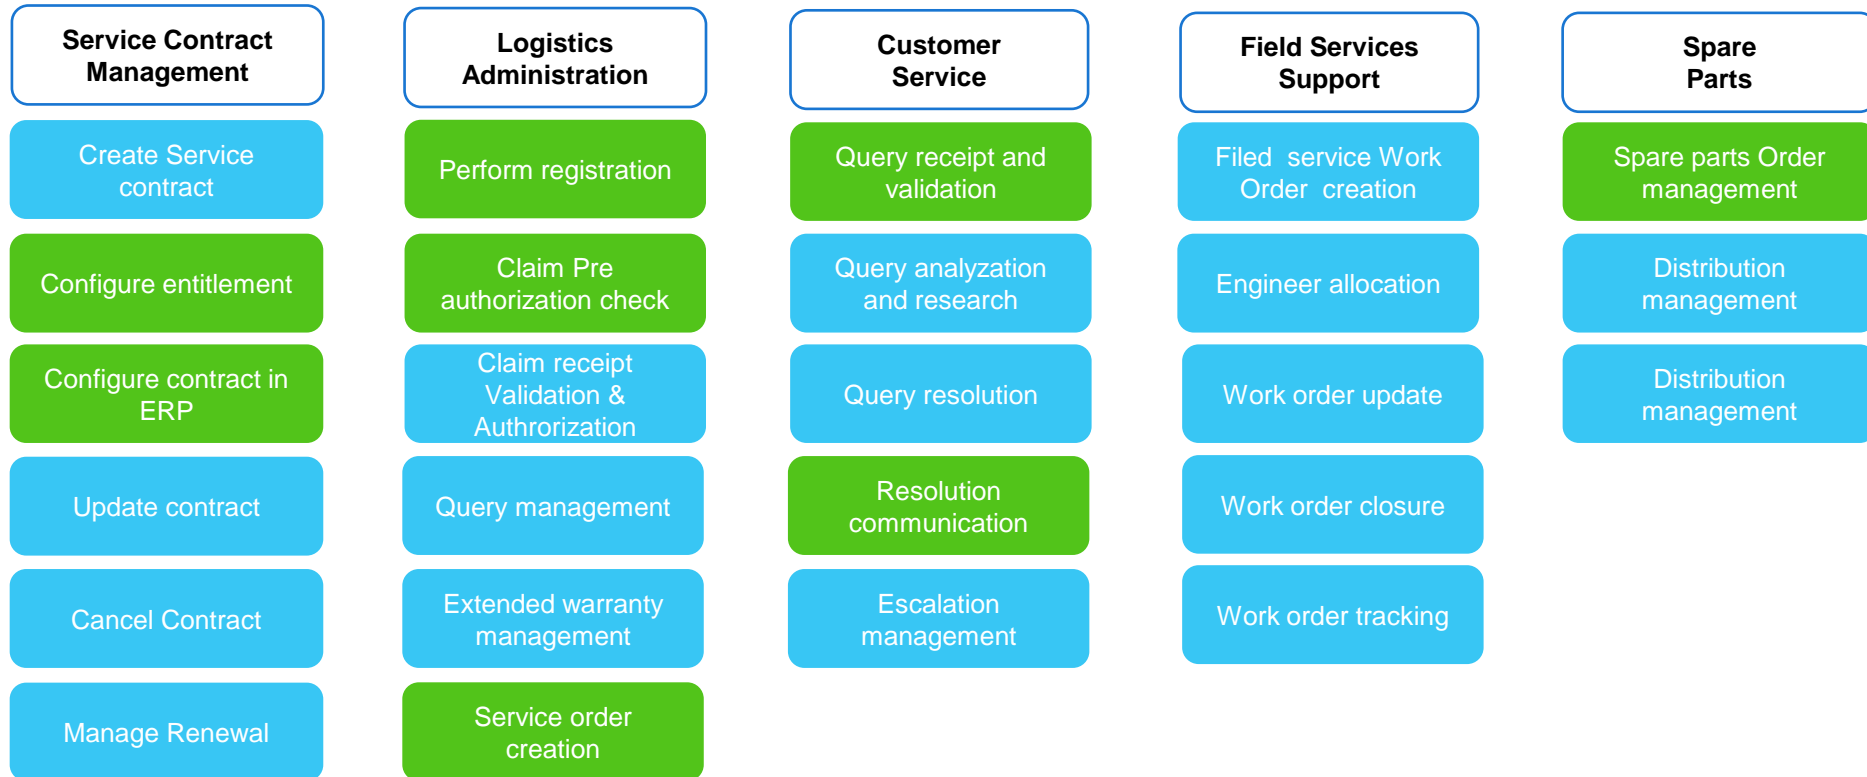 Service Contract
Management
Create Service
contract
Configure entitlement
Configure contract in
ERP
Update contract
Cancel Contract
Manage Renewal
Logistics
Administration
Perform registration
Claim Pre
authorization check
Claim receipt
Validation &
Authrorization
Query management
Extended warranty
management
Service order
creation
Customer
Service
Query receipt and
validation
Query analyzation
and research
Query resolution
Resolution
communication
Escalation
management
Field Services
Support
Filed  service Work
Order  creation
Engineer allocation
Work order update
Work order closure
Work order tracking
Spare
Parts
Spare parts Order
management
Distribution
management
Distribution
management